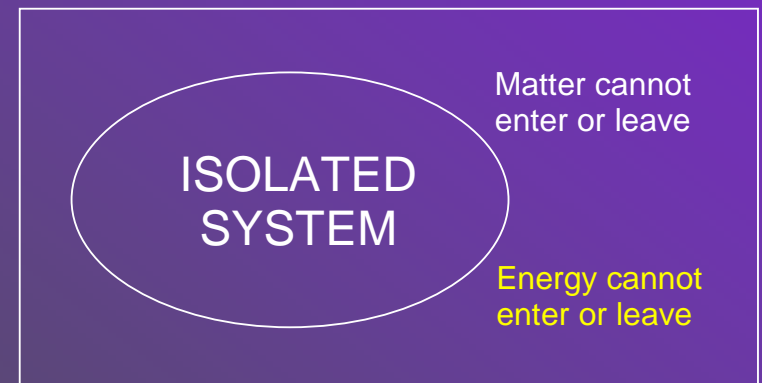 ISOLATED
SYSTEM
Matter cannot
enter or leave
Energy cannot
enter or leave